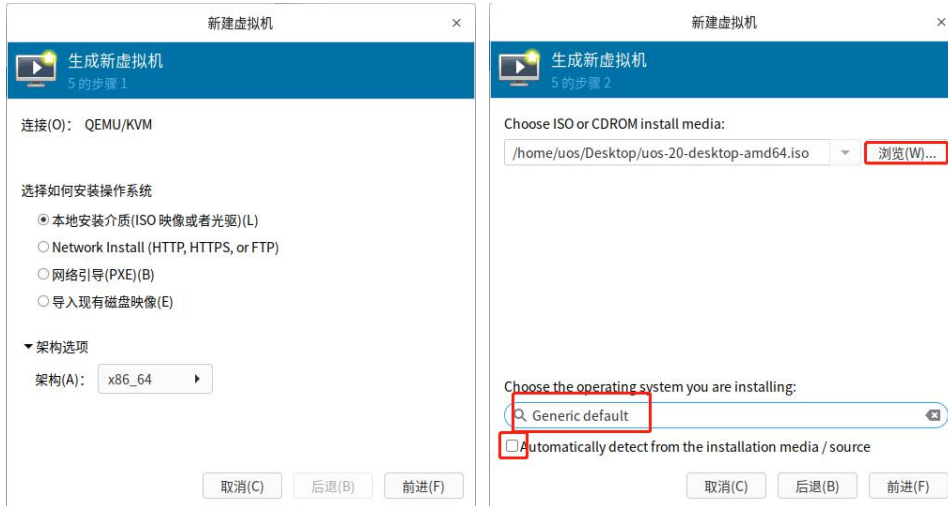 新建虚拟机
×
生成新虚拟机
5 的步骤 1
连接(O)： QEMU/KVM
选择如何安装操作系统
本地安装介质(ISO 映像或者光驱)(L)
Network Install (HTTP, HTTPS, or FTP)
网络引导(PXE)(B)
导入现有磁盘映像(E)
架构选项
架构(A)： x86_64
取消(C) 后退(B) 前进(F)
新建虚拟机
×
生成新虚拟机
5 的步骤 2
Choose ISO or CDROM install media:
/home/uos/Desktop/uos-20-desktop-amd64.iso 浏览(W)...
Choose the operating system you are installing:
Generic default
Automatically detect from the installation media / source
取消(C) 后退(B) 前进(F)